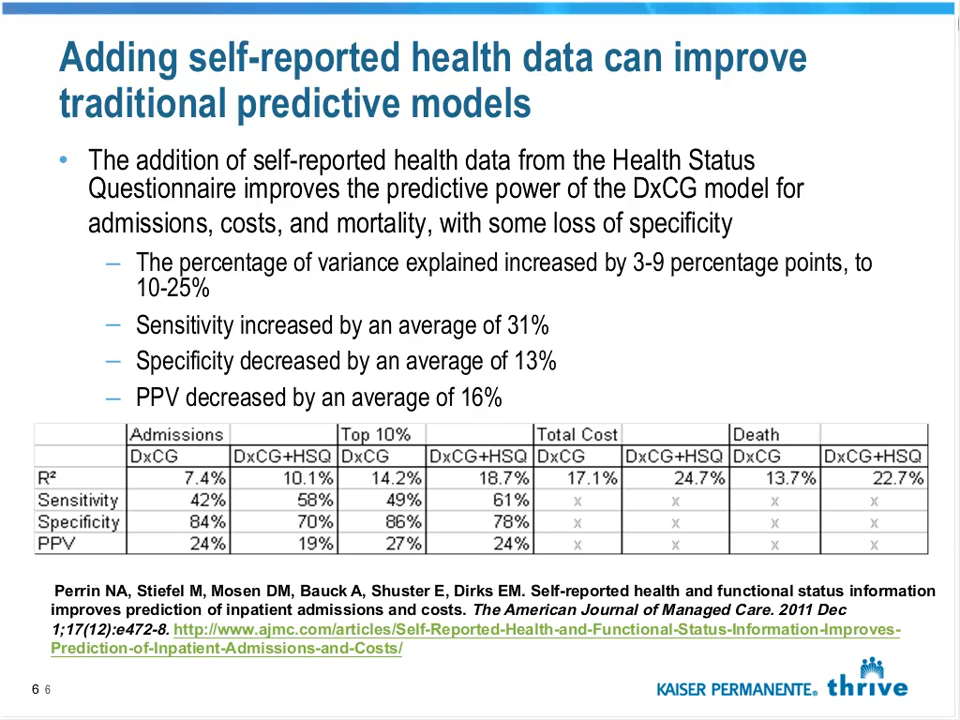 Adding self-reported health data can improve
traditional predictive models
• The addition of self-reported health data from the Health Status
Questionnaire improves the predictive power of the DxCG model for
admissions, costs, and mortality, with some loss of specificity
– The percentage of variance explained increased by 3-9 percentage points, to
10-25%
– Sensitivity increased by an average of 31%
– Specificity decreased by an average of 13%
– PPV decreased by an average of 16%
Admissions Top 10% Total Cost Death
DxCG DxCG+HSQ DxCG DxCG+HSQ DxCG DxCG+HSQ DxCG DxCG+HSQ
R² 7.4% 10.1% 14.2% 18.7% 17.1% 24.7% 13.7% 22.7%
Sensitivity 42% 58% 49% 61% x x x x
Specificity 84% 70% 86% 78% x x x x
PPV 24% 19% 27% 24% x x x x
Perrin NA, Stiefel M, Mosen DM, Bauck A, Shuster E, Dirks EM. Self-reported health and functional status information
improves prediction of inpatient admissions and costs. The American Journal of Managed Care. 2011 Dec
1;17(12):e472-8. http://www.ajmc.com/articles/Self-Reported-Health-and-Functional-Status-Information-Improves-
Prediction-of-Inpatient-Admissions-and-Costs/
6 6
KAISER PERMANENTE® thrive